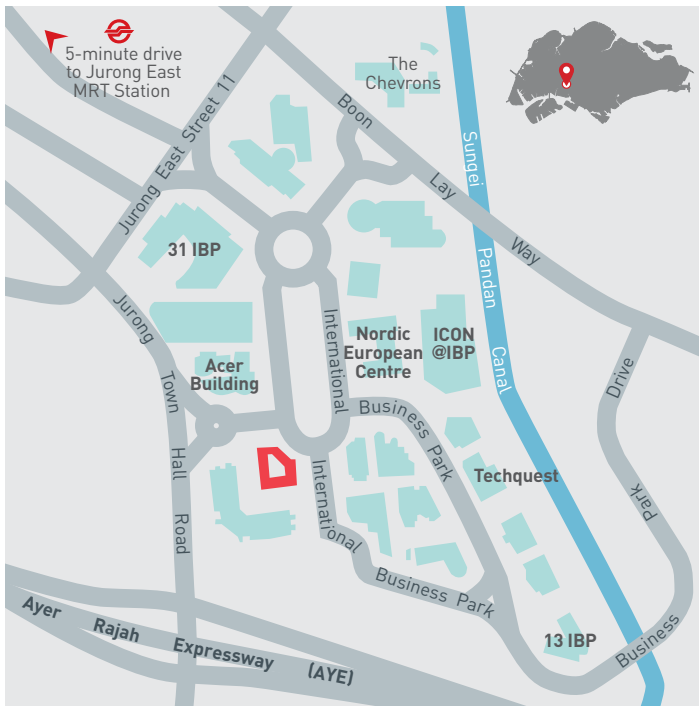 5-minute drive
to Jurong East
MRT Station
The
Chevrons
Jurong East Street 11
Boon Lay Way
Sungei Pandan Canal
31 IBP
Jurong Town Hall Road
International Business Park
Nordic
European
Centre
ICON
@IBP
Acer
Building
Business Park Drive
Techquest
International Business Park
13 IBP
Ayer Rajah Expressway (AYE)